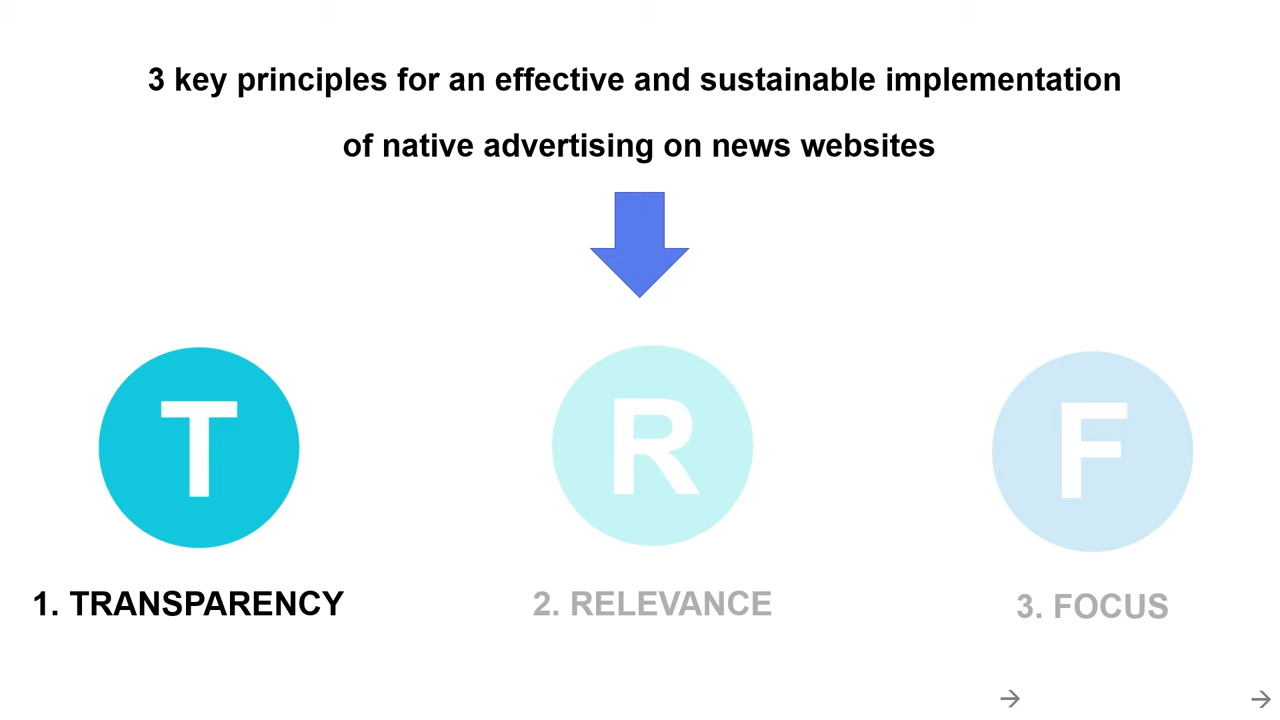 3 key principles for an effective and sustainable implementation
of native advertising on news websites
T
R
F
1. TRANSPARENCY
2. RELEVANCE
3. FOCUS